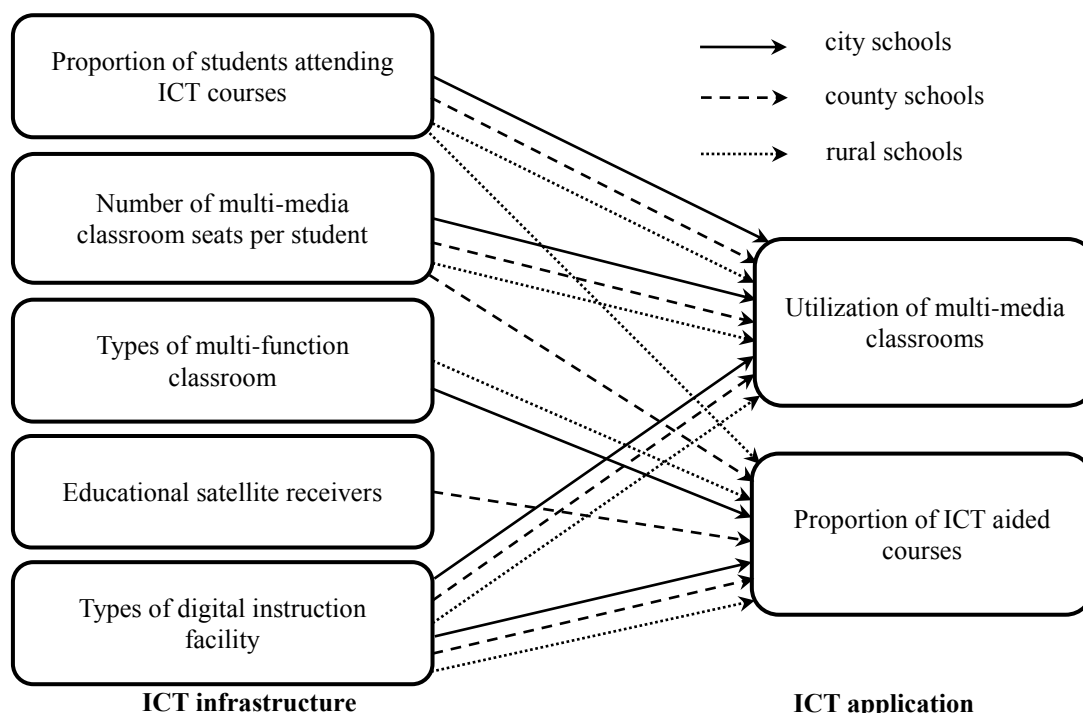 Proportion of students attending
ICT courses
Number of multi-media
classroom seats per student
Types of multi-function
classroom
Educational satellite receivers
Types of digital instruction
facility
ICT infrastructure
city schools
county schools
rural schools
Utilization of multi-media
classrooms
Proportion of ICT aided
courses
ICT application